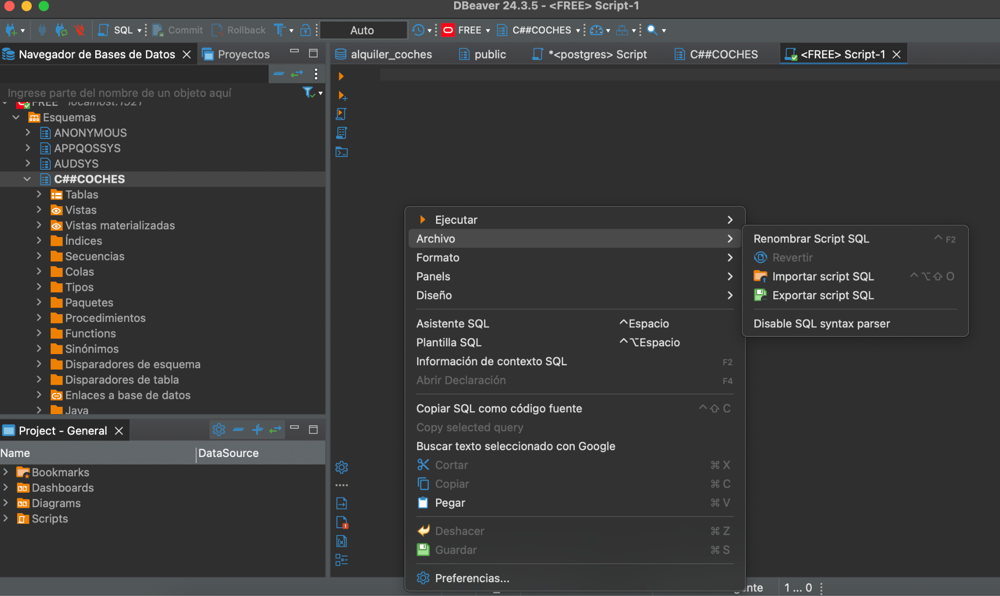 DBeaver 24.3.5 - <FREE> Script-1
SQL
Commit
Rollback
Auto
FREE
C##COCHES
Navegador de Bases de Datos
Proyectos
alquiler_coches
public
*<postgres> Script
C##COCHES
<FREE> Script-1
Ingrese parte del nombre de un objeto aquí
FREE localhost:1521
Esquemas
ANONYMOUS
APPQOSSYS
AUDSYS
C##COCHES
Tablas
Vistas
Vistas materializadas
Índices
Secuencias
Colas
Tipos
Paquetes
Procedimientos
Functions
Sinónimos
Disparadores de esquema
Disparadores de tabla
Enlaces a base de datos
Java
Project - General
Name DataSource
Bookmarks
Dashboards
Diagrams
Scripts
Ejecutar
Archivo
Formato
Panels
Diseño
Asistente SQL ^Espacio
Plantilla SQL ^⌥Espacio
Información de contexto SQL F2
Abrir Declaración F4
Copiar SQL como código fuente ^⇧ C
Copy selected query
Buscar texto seleccionado con Google
Cortar ⌘ X
Copiar ⌘ C
Pegar ⌘ V
Deshacer ⌘ Z
Guardar ⌘ S
Preferencias...
Renombrar Script SQL ^ F2
Revertir
Importar script SQL ^⌥⇧ O
Exportar script SQL
Disable SQL syntax parser
1 ... 0